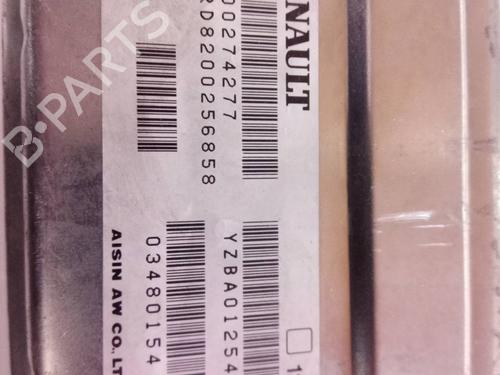 NAULT
00274277
RD8200256858
YZBA01254
03480154
AISIN AW CO., LT
B-PARTS